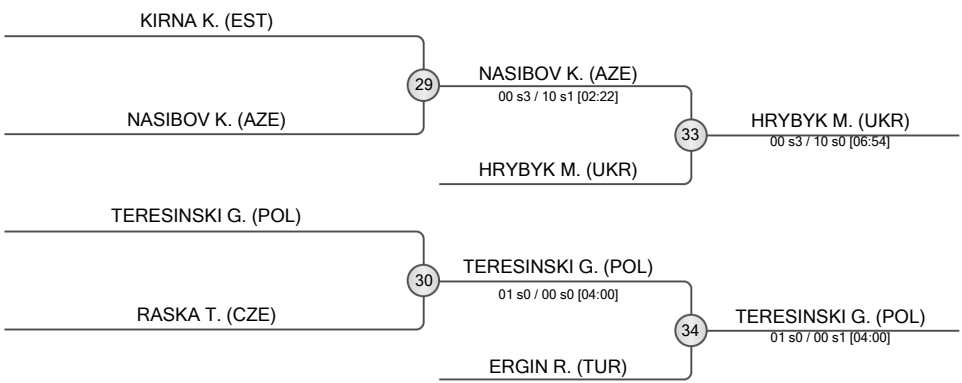 KIRNA K. (EST)
29
NASIBOV K. (AZE)
00 s3 / 10 s1 [02:22]
NASIBOV K. (AZE)
33
HRYBYK M. (UKR)
00 s3 / 10 s0 [06:54]
HRYBYK M. (UKR)
TERESINSKI G. (POL)
30
TERESINSKI G. (POL)
01 s0 / 00 s0 [04:00]
RASKA T. (CZE)
34
TERESINSKI G. (POL)
01 s0 / 00 s1 [04:00]
ERGIN R. (TUR)